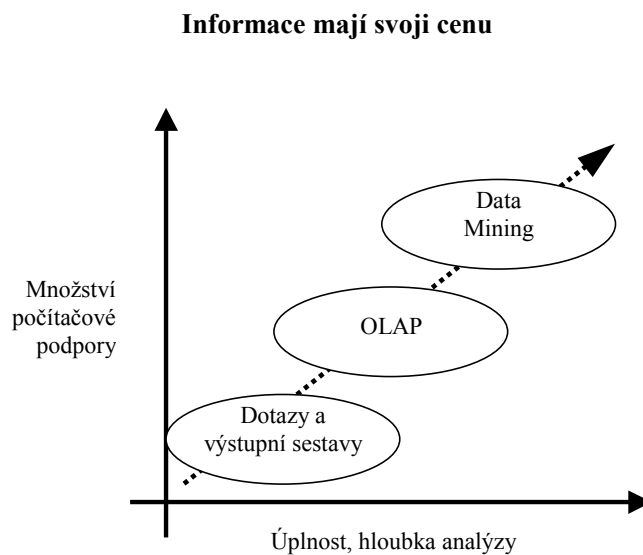 Informace mají svoji cenu
Data
Mining
Množství
počítačové
podpory
OLAP
Dotazy a
výstupní sestavy
Úplnost, hloubka analýzy